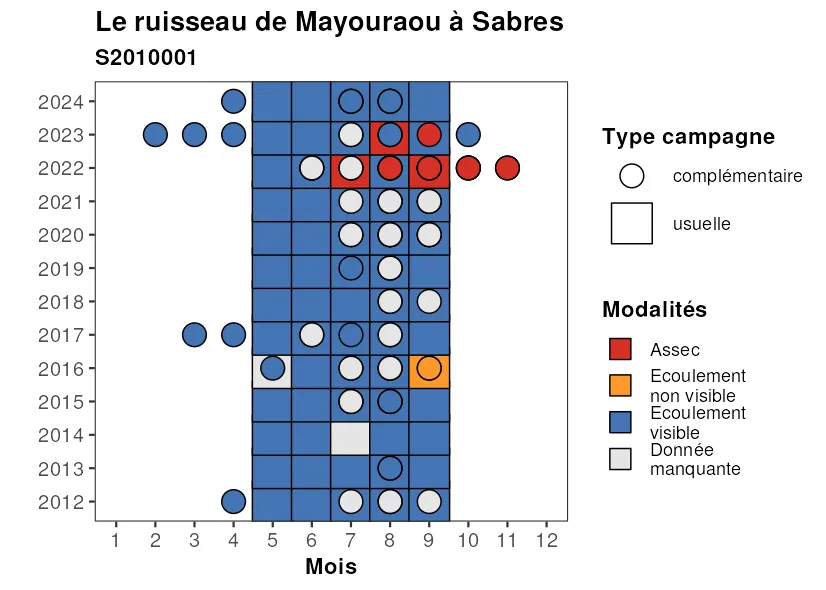 Le ruisseau de Mayouraou à Sabres
S2010001
2024
2023
2022
2021
2020
2019
2018
2017
2016
2015
2014
2013
2012
1 2 3 4 5 6 7 8 9 10 11 12
Mois
Type campagne
complémentaire
usuelle
Modalités
Assec
Ecoulement
non visible
Ecoulement
visible
Donnée
manquante